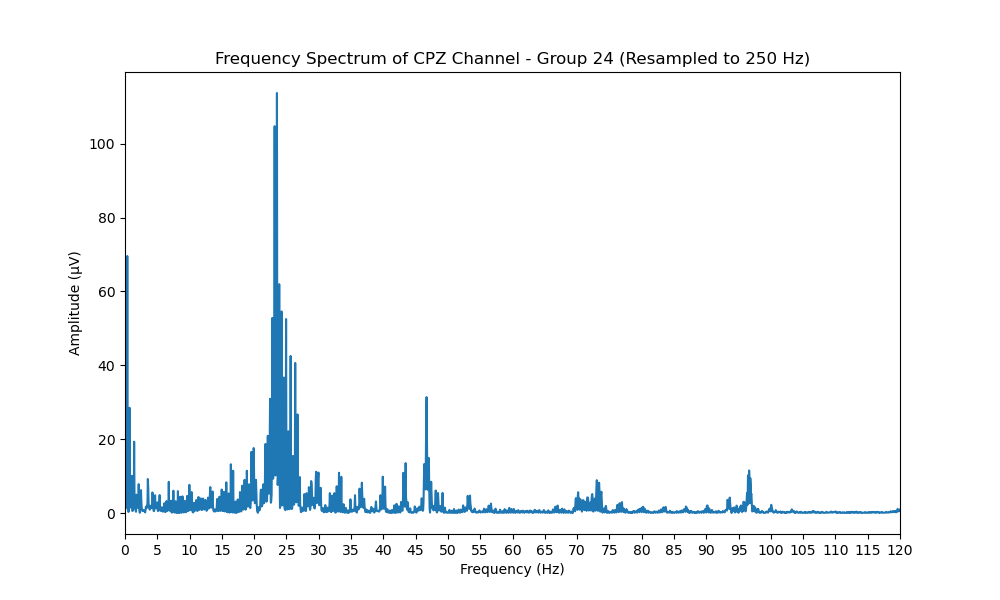 Frequency Spectrum of CPZ Channel - Group 24 (Resampled to 250 Hz)
Amplitude (μV)
100
80
60
40
20
0
0 5 10 15 20 25 30 35 40 45 50 55 60 65 70 75 80 85 90 95 100 105 110 115 120
Frequency (Hz)